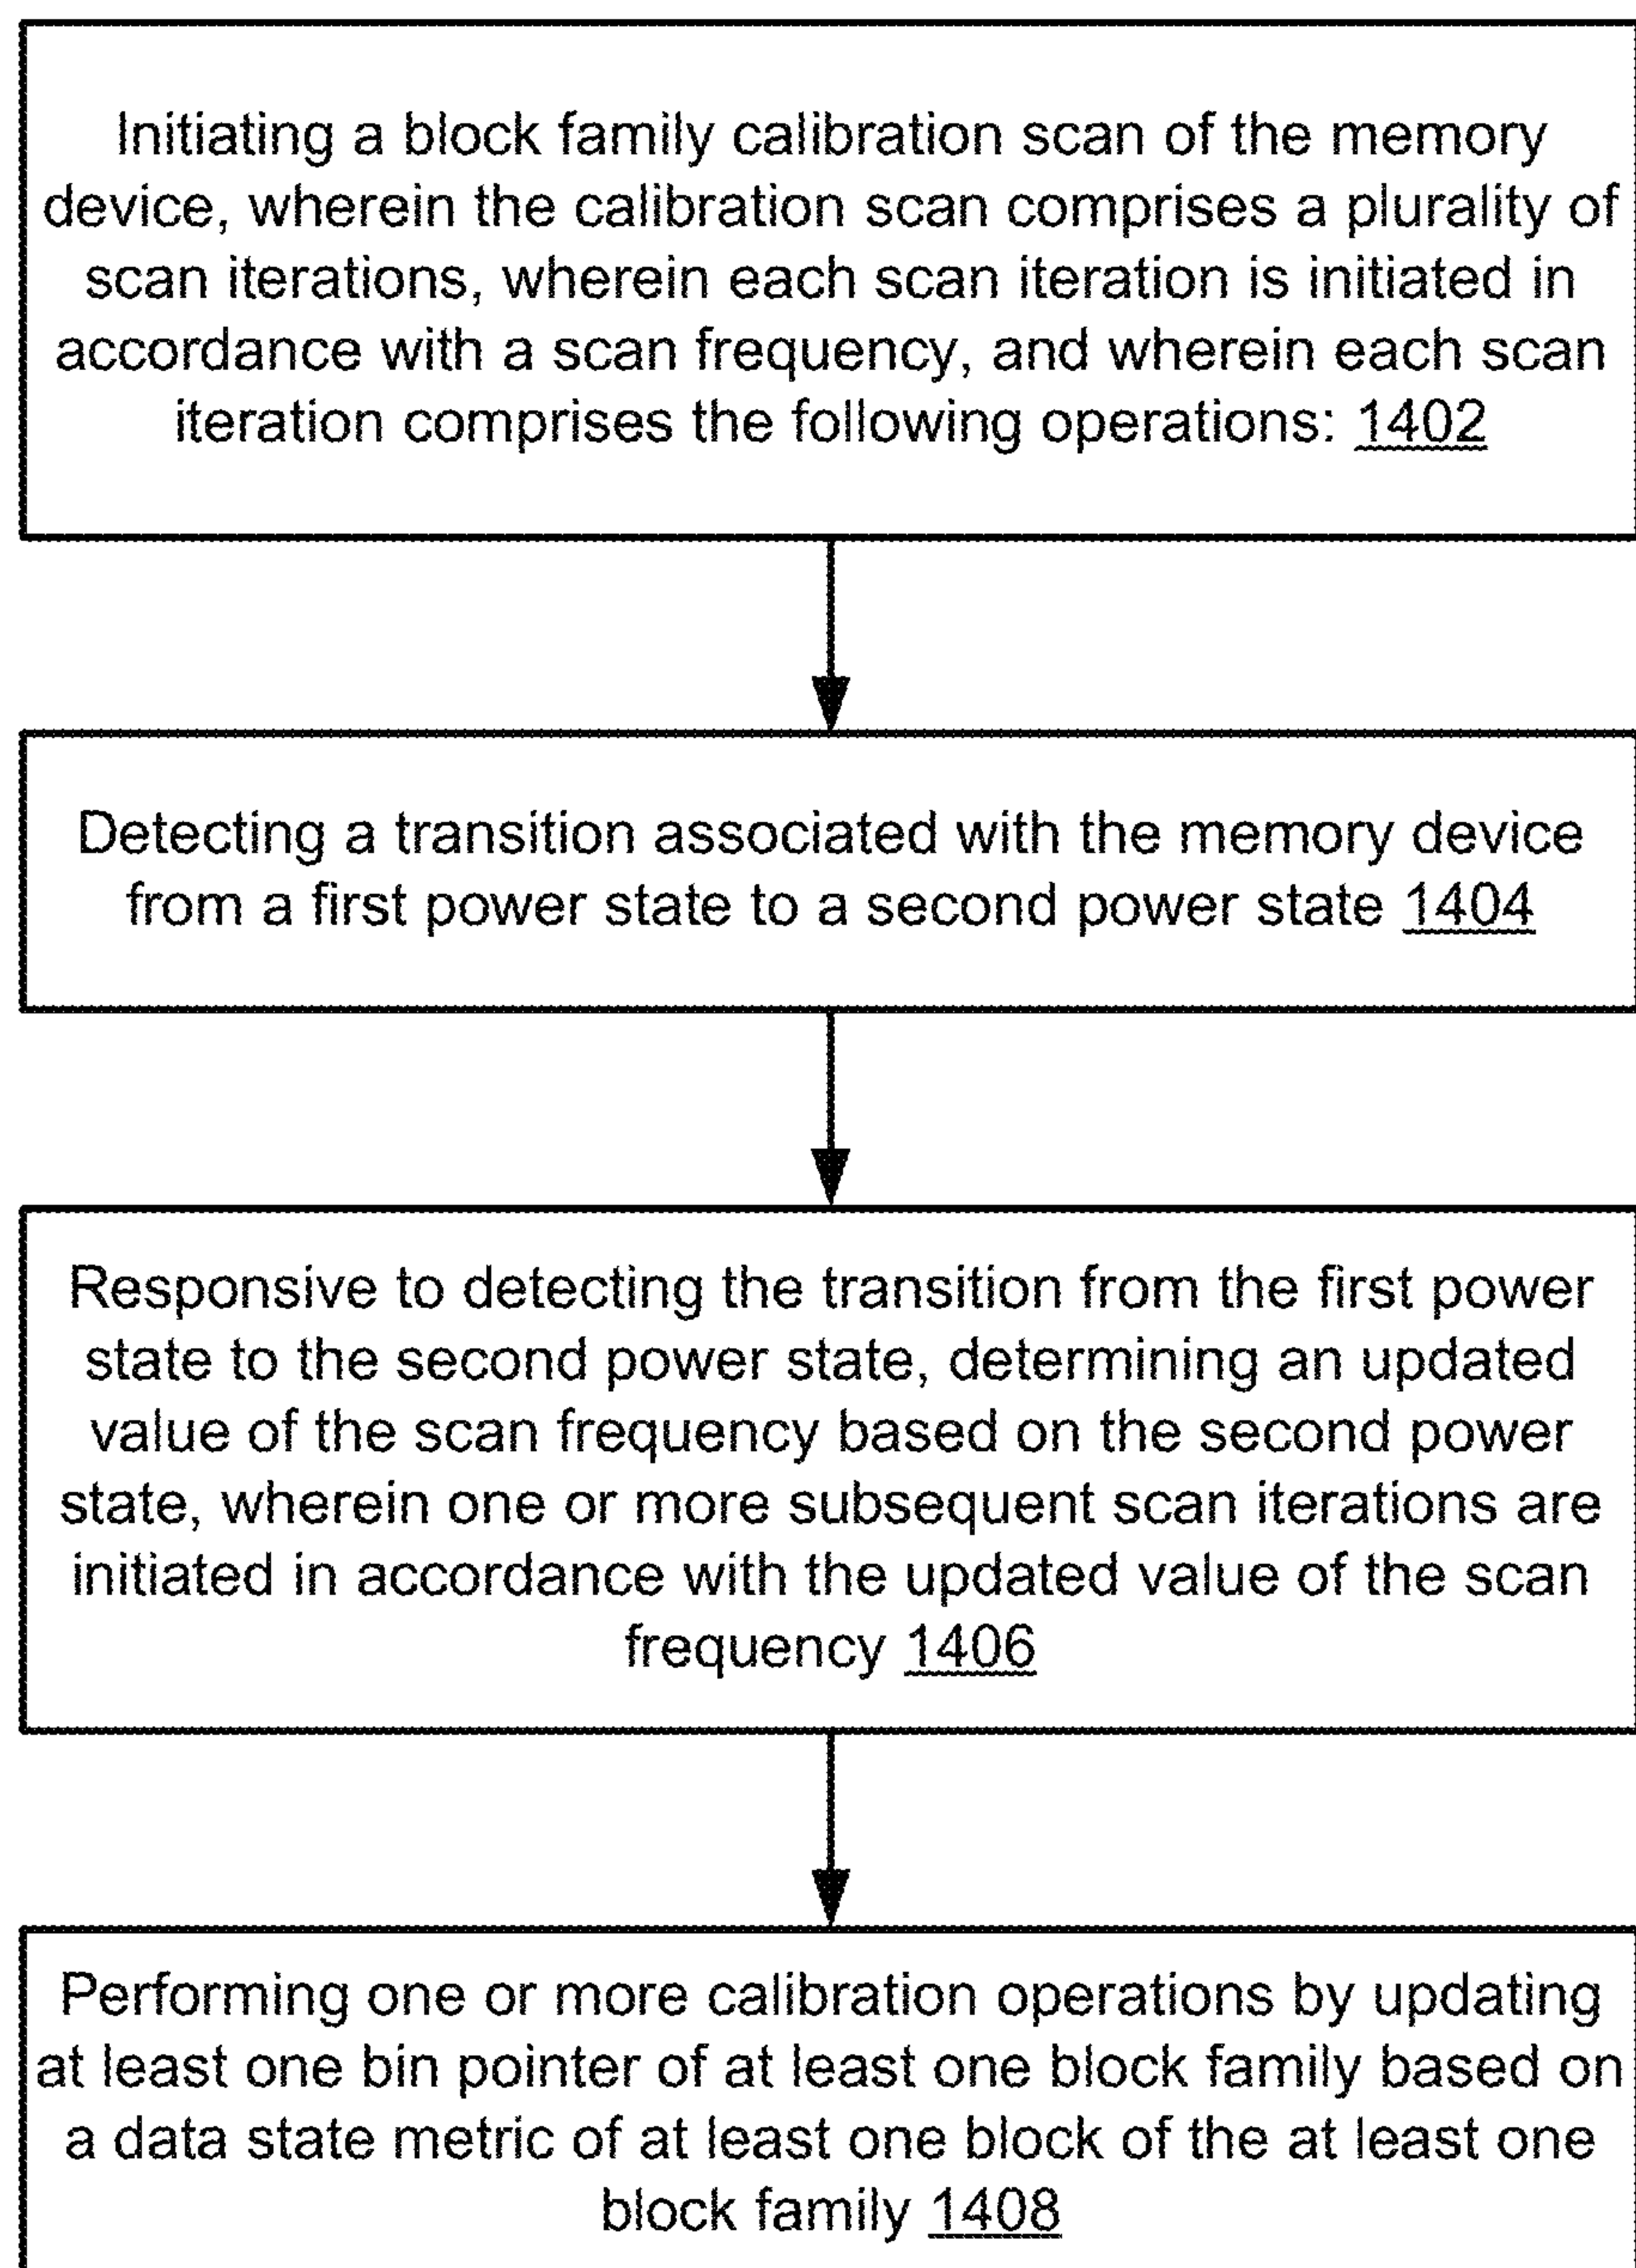 Initiating a block family calibration scan of the memory
device, wherein the calibration scan comprises a plurality of
scan iterations, wherein each scan iteration is initiated in
accordance with a scan frequency, and wherein each scan
iteration comprises the following operations: 1402
Detecting a transition associated with the memory device
from a first power state to a second power state 1404
Responsive to detecting the transition from the first power
state to the second power state, determining an updated
value of the scan frequency based on the second power
state, wherein one or more subsequent scan iterations are
initiated in accordance with the updated value of the scan
frequency 1406
Performing one or more calibration operations by updating
at least one bin pointer of at least one block family based on
a data state metric of at least one block of the at least one
block family 1408